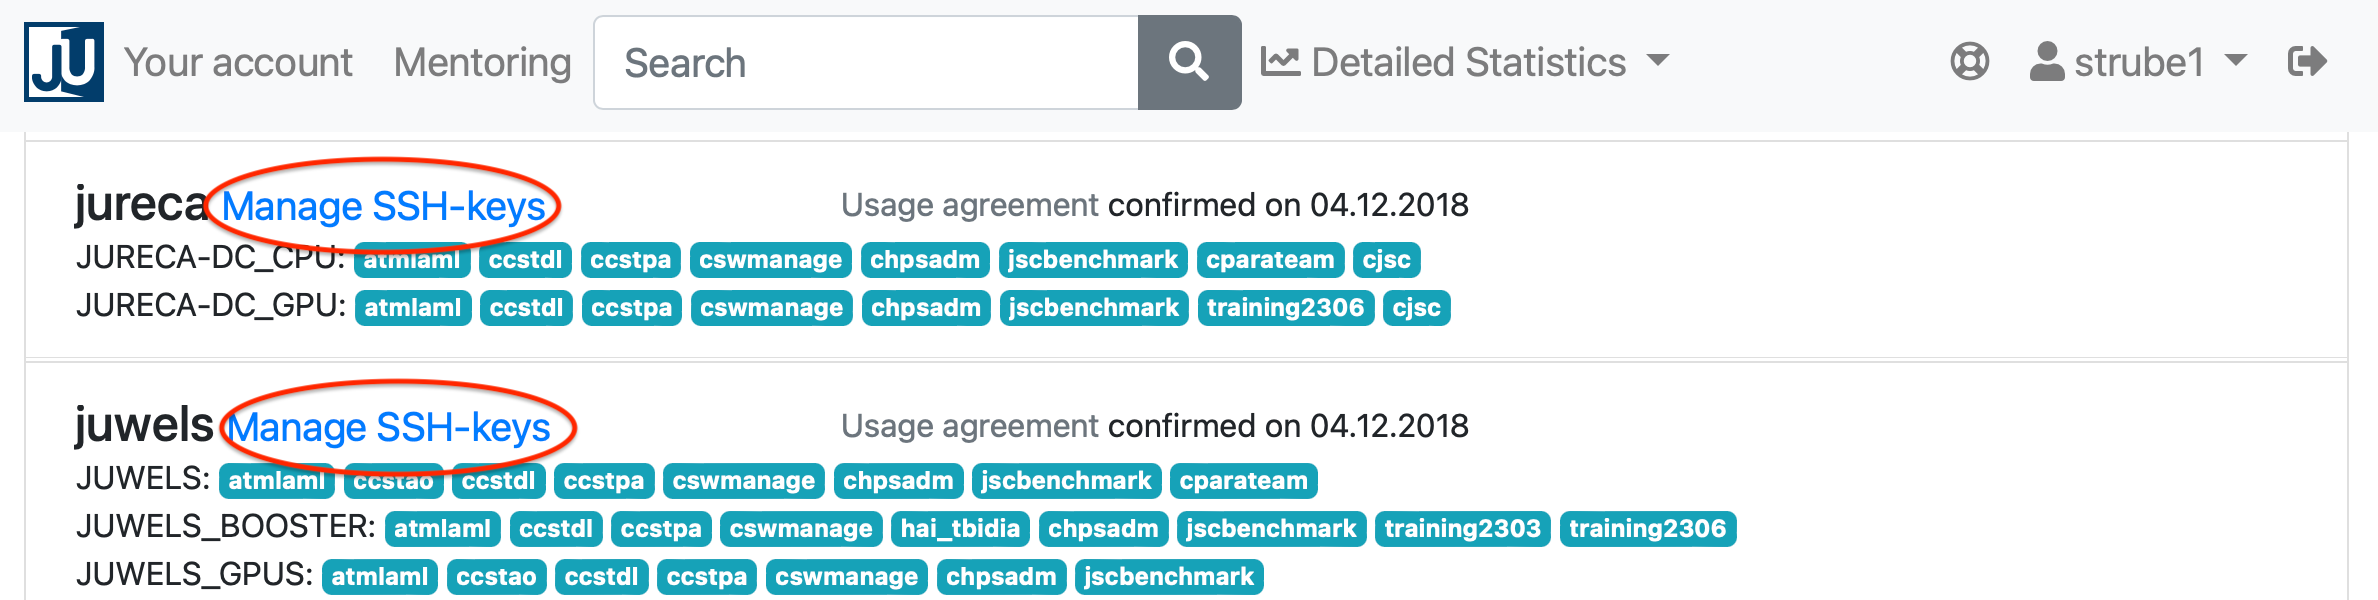 JU Your account Mentoring Search Detailed Statistics strube1
jureca Manage SSH-keys Usage agreement confirmed on 04.12.2018
JURECA-DC_CPU: atmlaml ccstdl ccstpa cswmanage chpsadm jscbenchmark cparateam cjsc
JURECA-DC_GPU: atmlaml ccstdl ccstpa cswmanage chpsadm jscbenchmark training2306 cjsc
juwels Manage SSH-keys Usage agreement confirmed on 04.12.2018
JUWELS: atmlaml ccstao ccstdl ccstpa cswmanage chpsadm jscbenchmark cparateam
JUWELS_BOOSTER: atmlaml ccstdl ccstpa cswmanage hai_tbidia chpsadm jscbenchmark training2303 training2306
JUWELS_GPUS: atmlaml ccstao ccstdl ccstpa cswmanage chpsadm jscbenchmark